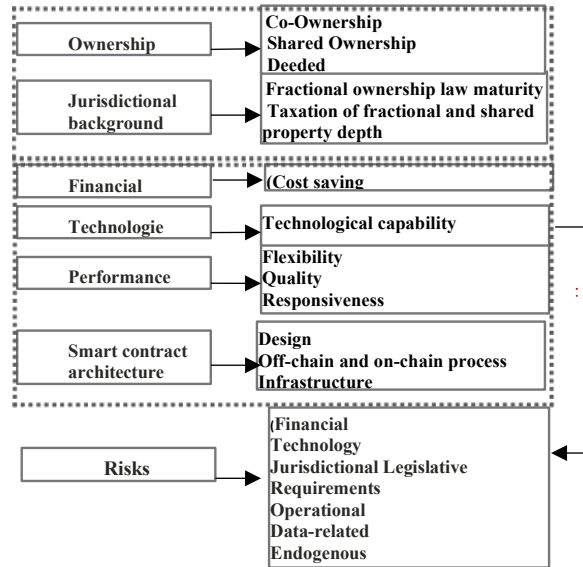 Ownership
Co-Ownership
Shared Ownership
Deeded
Jurisdictional
background
Fractional ownership law maturity
Taxation of fractional and shared
property depth
Financial
(Cost saving
Technologie
Technological capability
Performance
Flexibility
Quality
Responsiveness
Smart contract
architecture
Design
Off-chain and on-chain process
Infrastructure
Risks
(Financial
Technology
Jurisdictional Legislative
Requirements
Operational
Data-related
Endogenous
: